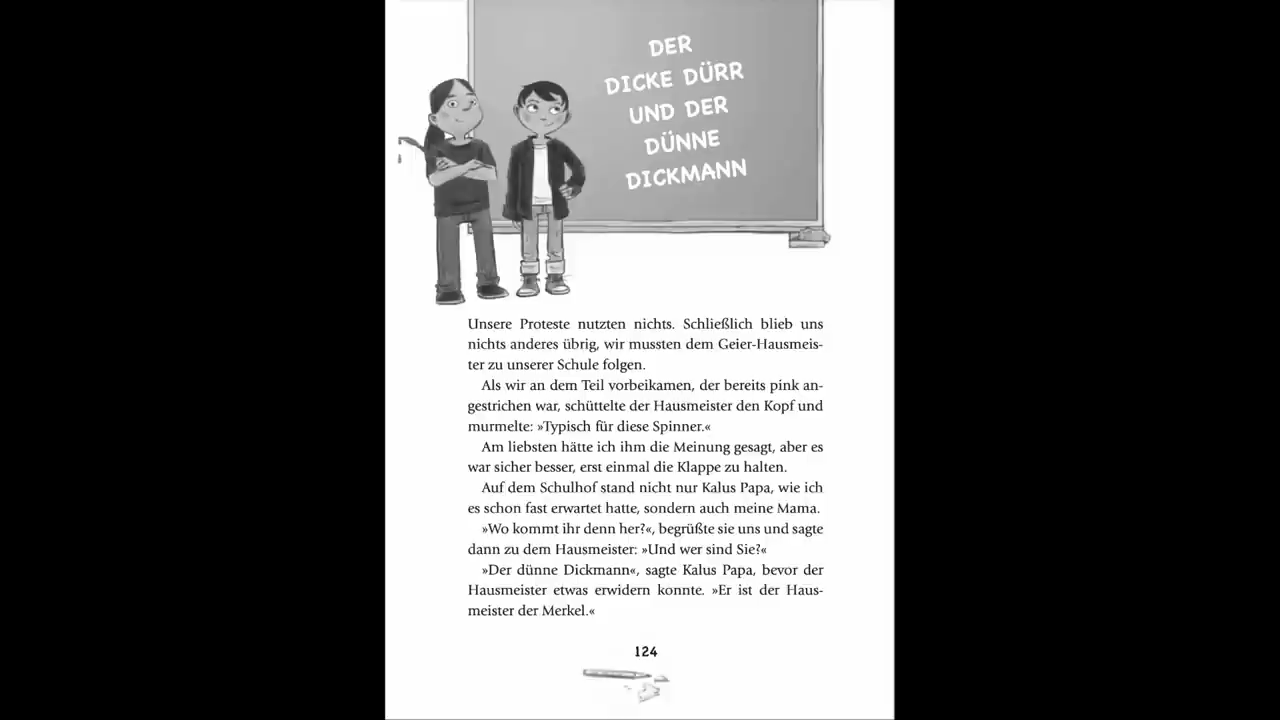 DER
DICKE DÜRR
UND DER
DÜNNE
DICKMANN
Unsere Proteste nutzten nichts. Schließlich blieb uns
nichts anderes übrig, wir mussten dem Geier-Hausmeis-
ter zu unserer Schule folgen.
Als wir an dem Teil vorbeikamen, der bereits pink an-
gestrichen war, schüttelte der Hausmeister den Kopf und
murmelte: »Typisch für diese Spinner.«
Am liebsten hätte ich ihm die Meinung gesagt, aber es
war sicher besser, erst einmal die Klappe zu halten.
Auf dem Schulhof stand nicht nur Kalus Papa, wie ich
es schon fast erwartet hatte, sondern auch meine Mama.
»Wo kommt ihr denn her?«, begrüßte sie uns und sagte
dann zu dem Hausmeister: »Und wer sind Sie?«
»Der dünne Dickmann«, sagte Kalus Papa, bevor der
Hausmeister etwas erwidern konnte. »Er ist der Haus-
meister der Merkel.«
124